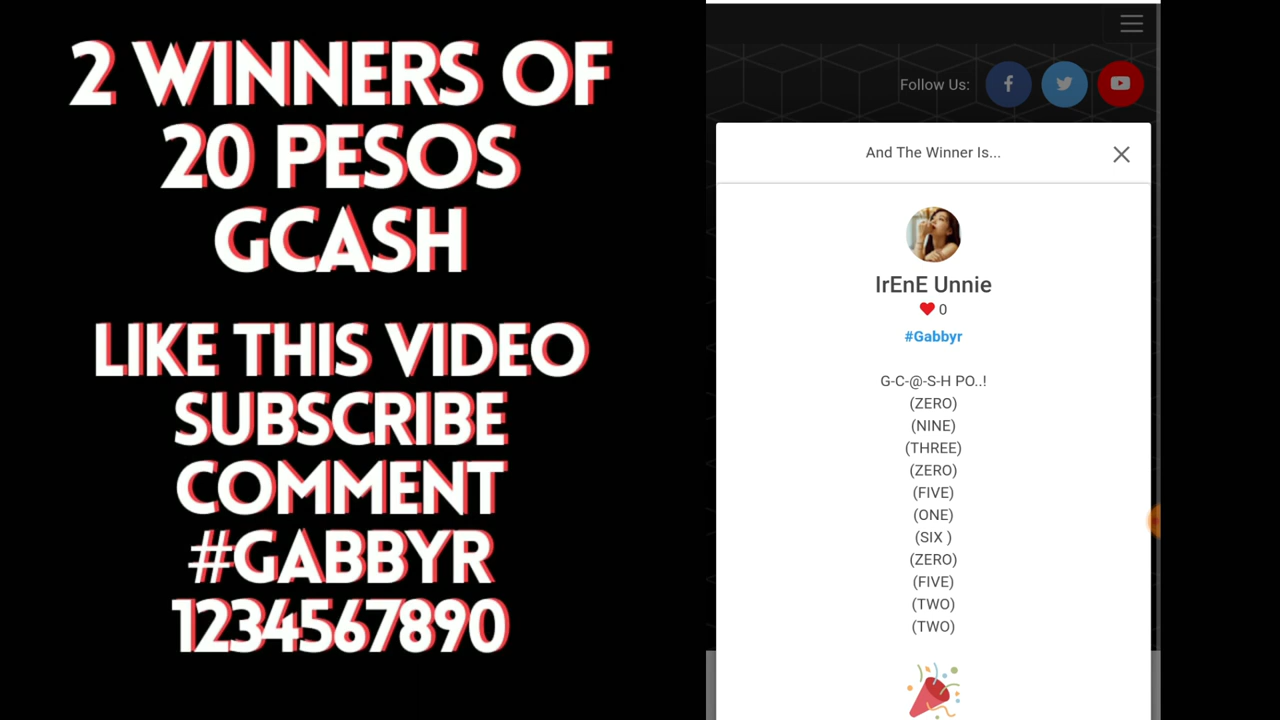 2 WINNERS OF
20 PESOS
GCASH
LIKE THIS VIDEO
SUBSCRIBE
COMMENT
#GABBYR
1234567890
Follow Us:
And The Winner Is...
IrEnE Unnie
0
#Gabbyr
G-C-@-S-H PO..!
(ZERO)
(NINE)
(THREE)
(ZERO)
(FIVE)
(ONE)
(SIX )
(ZERO)
(FIVE)
(TWO)
(TWO)